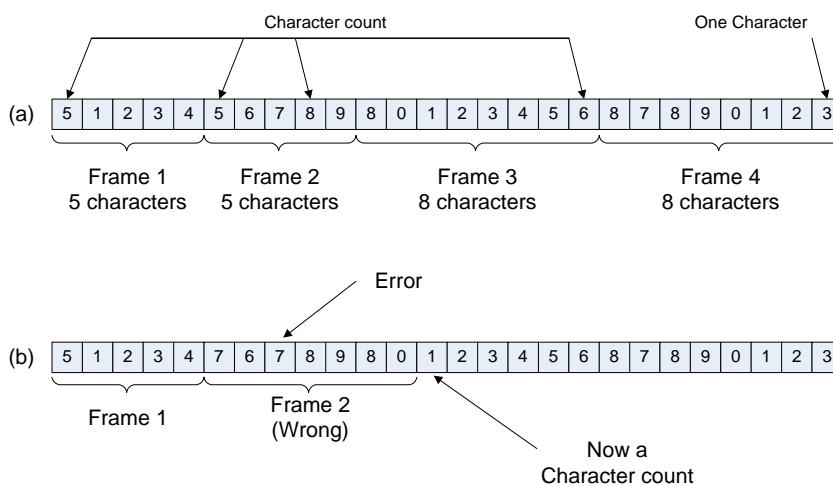 Character count One Character
(a) 5 1 2 3 4 5 6 7 8 9 8 0 1 2 3 4 5 6 8 7 8 9 0 1 2 3
Frame 1 Frame 2 Frame 3 Frame 4
5 characters 5 characters 8 characters 8 characters
Error
(b) 5 1 2 3 4 7 6 7 8 9 8 0 1 2 3 4 5 6 8 7 8 9 0 1 2 3
Frame 1 Frame 2
(Wrong)
Now a
Character count